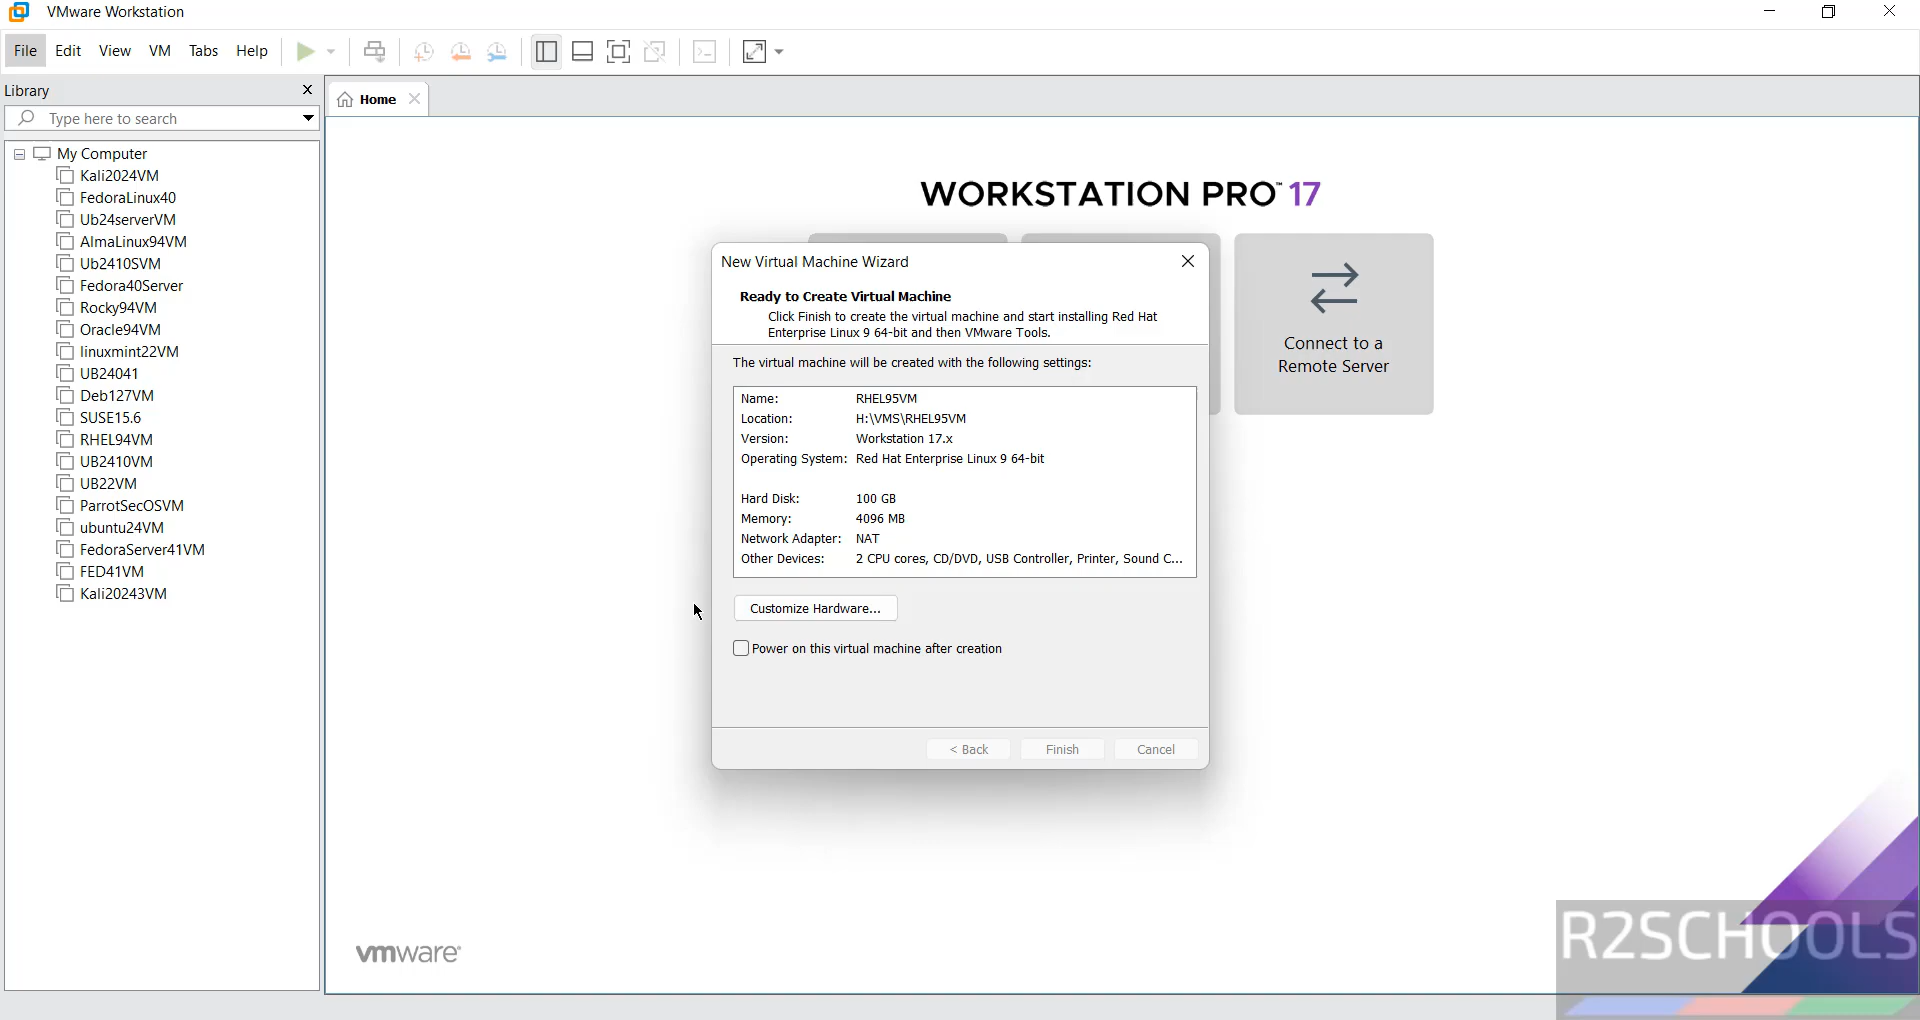 VMware Workstation
File Edit View VM Tabs Help
Library
Type here to search
Home
My Computer
Kali2024VM
FedoraLinux40
Ub24serverVM
AlmaLinux94VM
Ub2410SVM
Fedora40Server
Rocky94VM
Oracle94VM
linuxmint22VM
UB24041
Deb127VM
SUSE15.6
RHEL94VM
UB2410VM
UB22VM
ParrotSecOSVM
ubuntu24VM
FedoraServer41VM
FED41VM
Kali20243VM
WORKSTATION PRO™ 17
Connect to a
Remote Server
New Virtual Machine Wizard
Ready to Create Virtual Machine
Click Finish to create the virtual machine and start installing Red Hat
Enterprise Linux 9 64-bit and then VMware Tools.
The virtual machine will be created with the following settings:
Name: RHEL95VM
Location: H:\VMS\RHEL95VM
Version: Workstation 17.x
Operating System: Red Hat Enterprise Linux 9 64-bit
Hard Disk: 100 GB
Memory: 4096 MB
Network Adapter: NAT
Other Devices: 2 CPU cores, CD/DVD, USB Controller, Printer, Sound C...
Customize Hardware...
Power on this virtual machine after creation
< Back Finish Cancel
vmware®
R2SCHOOLS